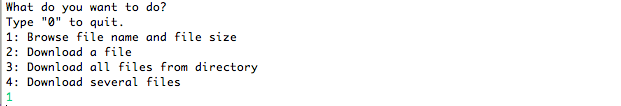 What do you want to do?
Type "0" to quit.
1: Browse file name and file size
2: Download a file
3: Download all files from directory
4: Download several files
1